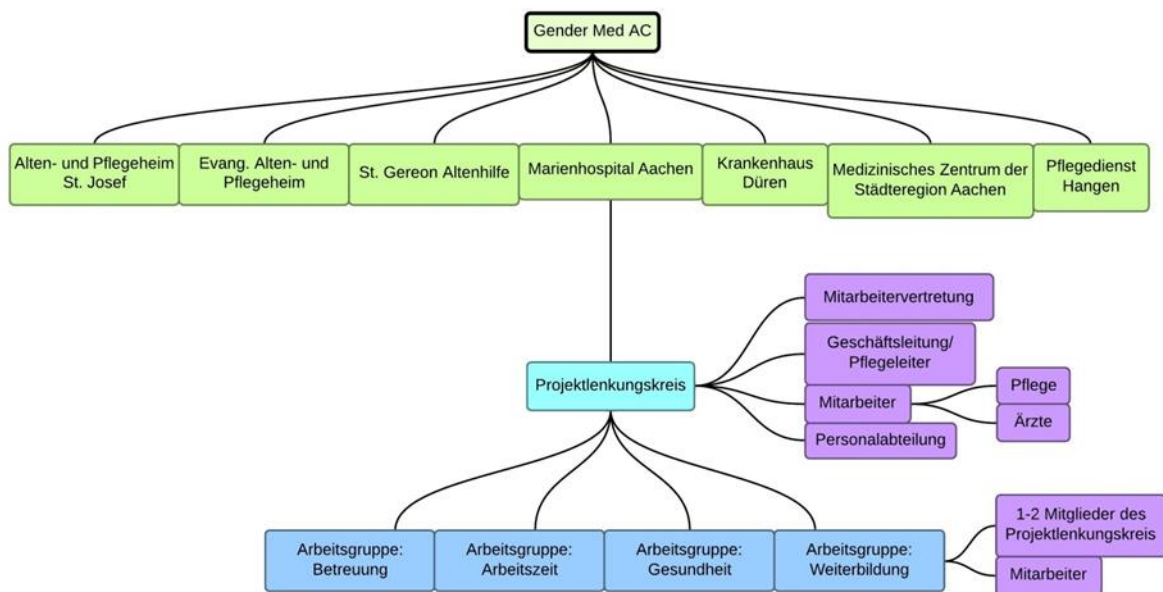 Gender Med AC
Alten- und Pflegeheim
St. Josef
Evang. Alten- und
Pflegeheim
St. Gereon Altenhilfe
Marienhospital Aachen
Krankenhaus
Düren
Medizinisches Zentrum der
Städteregion Aachen
Pflegedienst
Hangen
Projektlenkungskreis
Mitarbeitervertretung
Geschäftsleitung/
Pflegeleiter
Mitarbeiter
Pflege
Ärzte
Personalabteilung
Arbeitsgruppe:
Betreuung
Arbeitsgruppe:
Arbeitszeit
Arbeitsgruppe:
Gesundheit
Arbeitsgruppe:
Weiterbildung
1-2 Mitglieder des
Projektlenkungskreis
Mitarbeiter